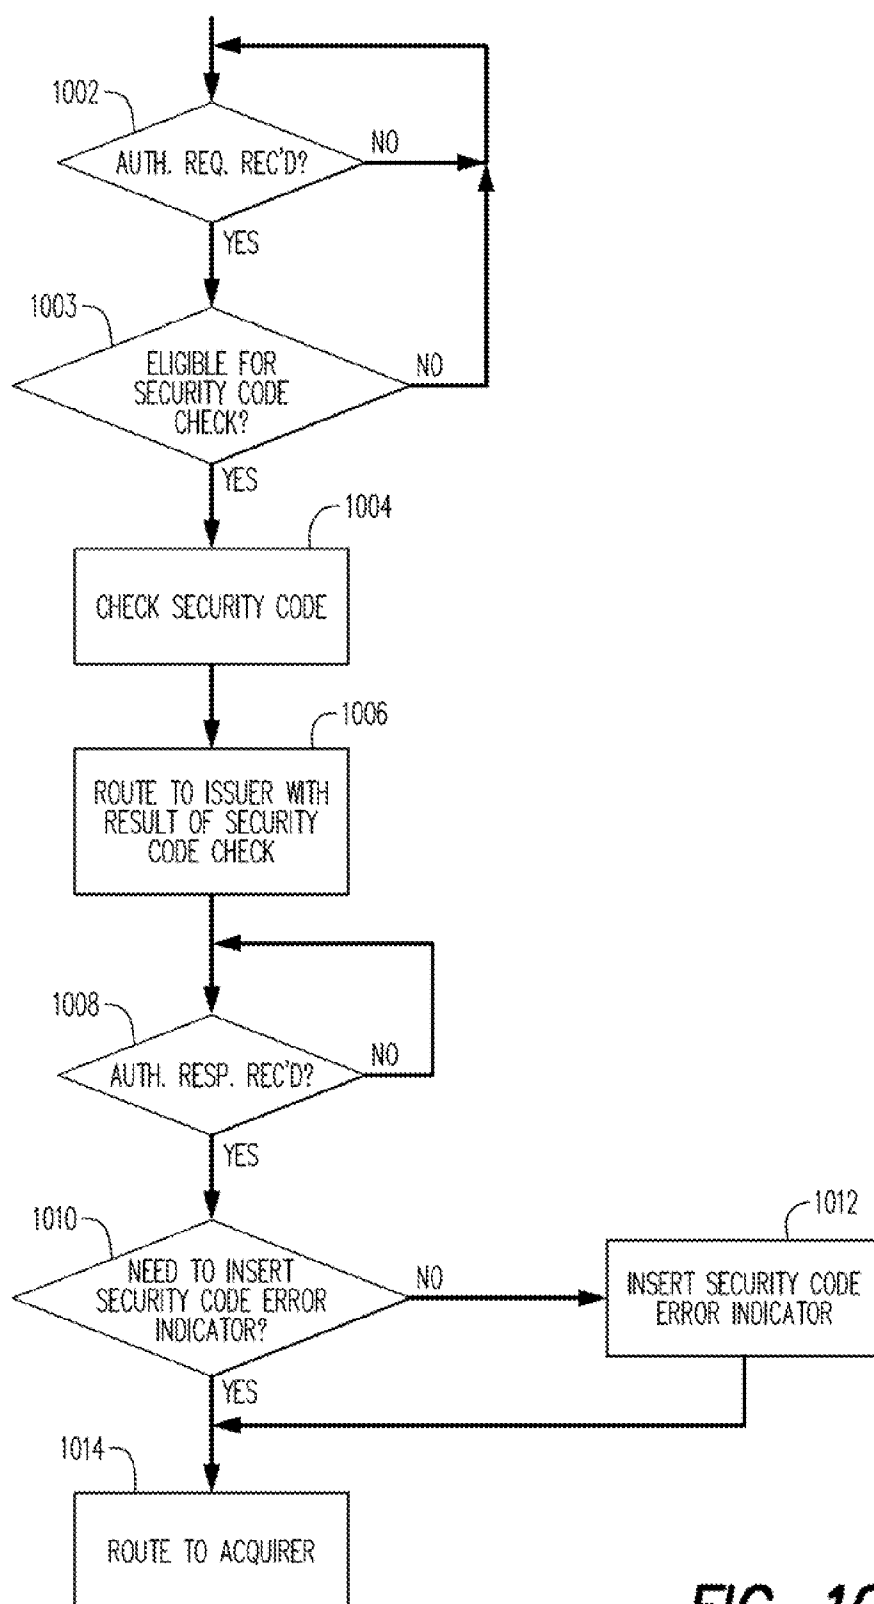 1002
AUTH. REQ. REC'D?
NO
YES
1003
ELIGIBLE FOR
SECURITY CODE
CHECK?
NO
YES
1004
CHECK SECURITY CODE
1006
ROUTE TO ISSUER WITH
RESULT OF SECURITY
CODE CHECK
1008
AUTH. RESP. REC'D?
NO
YES
1010
NEED TO INSERT
SECURITY CODE ERROR
INDICATOR?
NO
1012
INSERT SECURITY CODE
ERROR INDICATOR
YES
1014
ROUTE TO ACQUIRER
FIG. 10